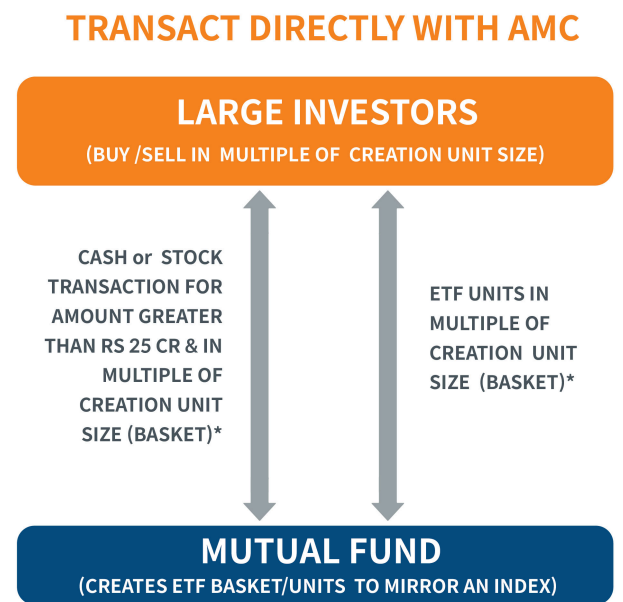 TRANSACT DIRECTLY WITH AMC
LARGE INVESTORS
(BUY /SELL IN MULTIPLE OF CREATION UNIT SIZE)
CASH or STOCK
TRANSACTION FOR
AMOUNT GREATER
THAN RS 25 CR & IN
MULTIPLE OF
CREATION UNIT
SIZE (BASKET)*
ETF UNITS IN
MULTIPLE OF
CREATION UNIT
SIZE (BASKET)*
MUTUAL FUND
(CREATES ETF BASKET/UNITS TO MIRROR AN INDEX)